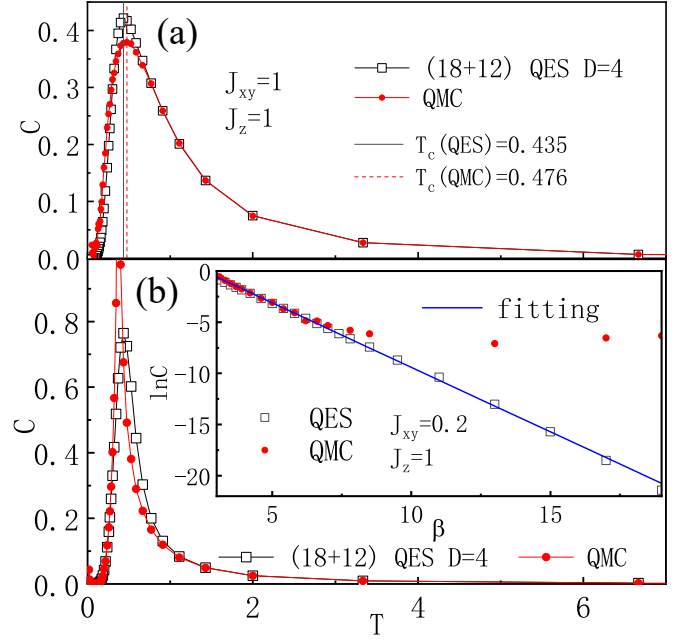 (a)
C
0.4
0.3
0.2
0.1
0.0
J_xy=1
J_z=1
(18+12) QES D=4
QMC
T_c(QES)=0.435
T_c(QMC)=0.476
(b)
C
0.8
0.6
0.4
0.2
0.0
0 2 4 6
T
lnC
0
-5
-10
-15
-20
5 10 15
β
fitting
QES
QMC
J_xy=0.2
J_z=1
(18+12) QES D=4 QMC